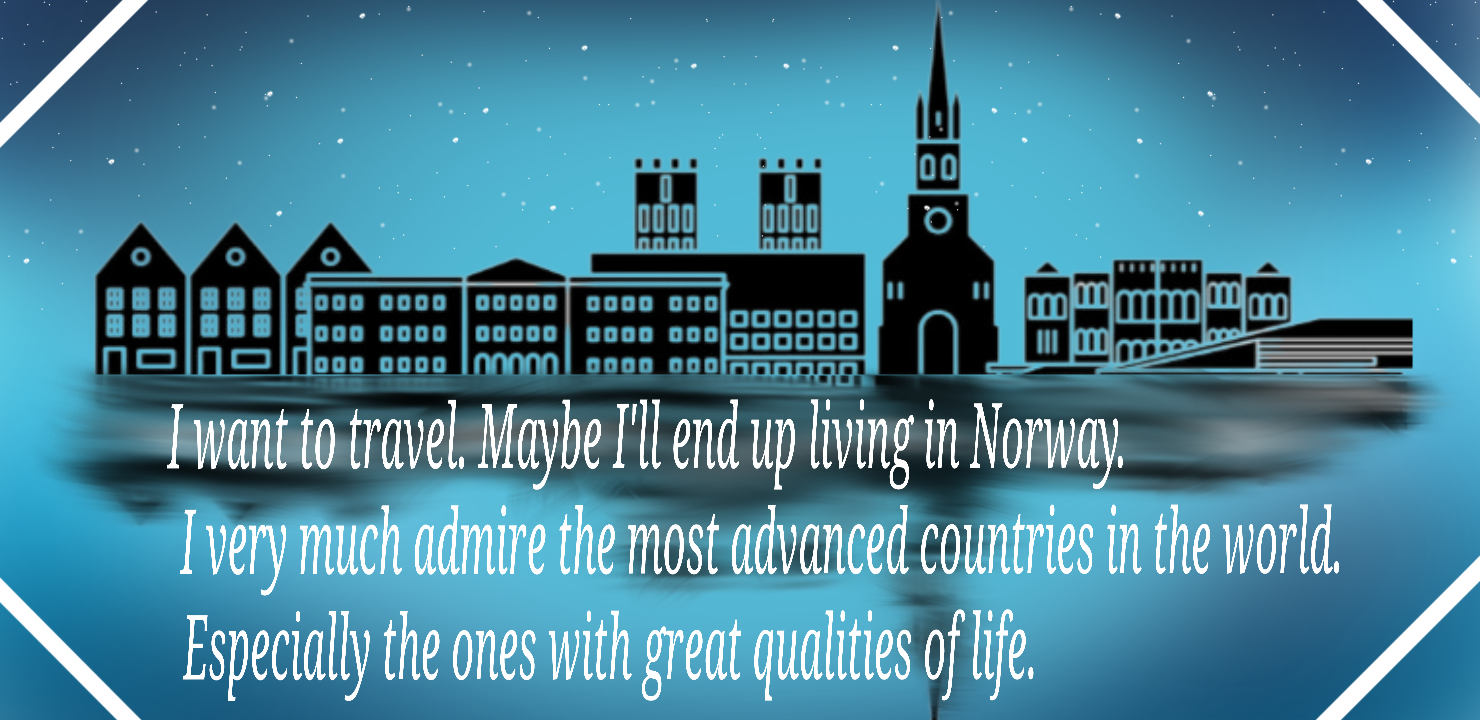 I want to travel. Maybe I'll end up living in Norway.
I very much admire the most advanced countries in the world.
Especially the ones with great qualities of life.